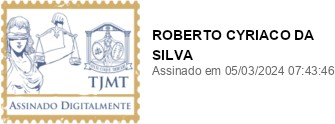 TJMT
ASSINADO DIGITALMENTE
ROBERTO CYRIACO DA
SILVA
Assinado em 05/03/2024 07:43:46